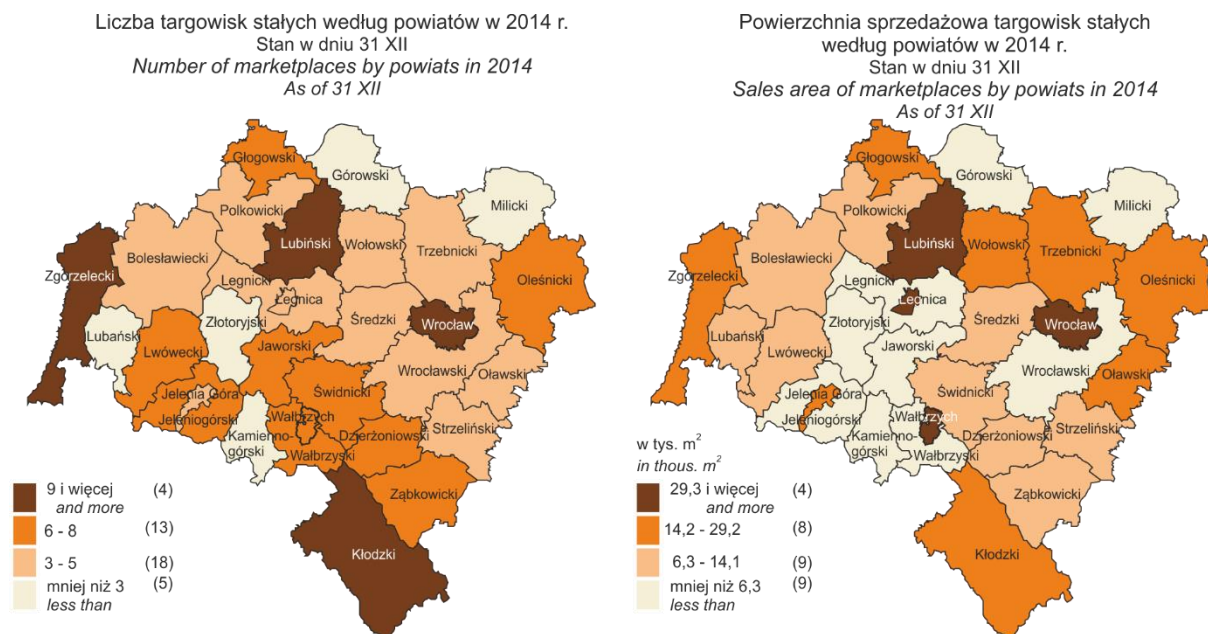 Liczba targowisk stałych według powiatów w 2014 r.
Stan w dniu 31 XII
Number of marketplaces by powiats in 2014
As of 31 XII
Głogowski
Górowski
Milicki
Polkowicki
Lubiński
Wołowski
Trzebnicki
Zgorzelecki
Bolesławiecki
Oleśnicki
Legnicki
Legnica
Lubański
Złotoryjski
Średzki
Wrocław
Lwówecki
Jaworski
Wrocławski
Oławski
Jelenia Góra
Świdnicki
Jeleniogórski
Wałbrzych
Strzeliński
Kamienno-
górski
Dzierżoniowski
Wałbrzyski
Ząbkowicki
Kłodzki
9 i więcej (4)
and more
6 - 8 (13)
3 - 5 (18)
mniej niż 3 (5)
less than
Powierzchnia sprzedażowa targowisk stałych
według powiatów w 2014 r.
Stan w dniu 31 XII
Sales area of marketplaces by powiats in 2014
As of 31 XII
Głogowski
Górowski
Milicki
Polkowicki
Lubiński
Wołowski
Trzebnicki
Zgorzelecki
Bolesławiecki
Oleśnicki
Legnicki
Legnica
Lubański
Złotoryjski
Średzki
Wrocław
Lwówecki
Jaworski
Wrocławski
Oławski
Jelenia Góra
Świdnicki
Jeleniogórski
Wałbrzych
Strzeliński
Kamienno-
górski
Dzierżoniowski
Wałbrzyski
Ząbkowicki
Kłodzki
w tys. m²
in thous. m²
29,3 i więcej (4)
and more
14,2 - 29,2 (8)
6,3 - 14,1 (9)
mniej niż 6,3 (9)
less than